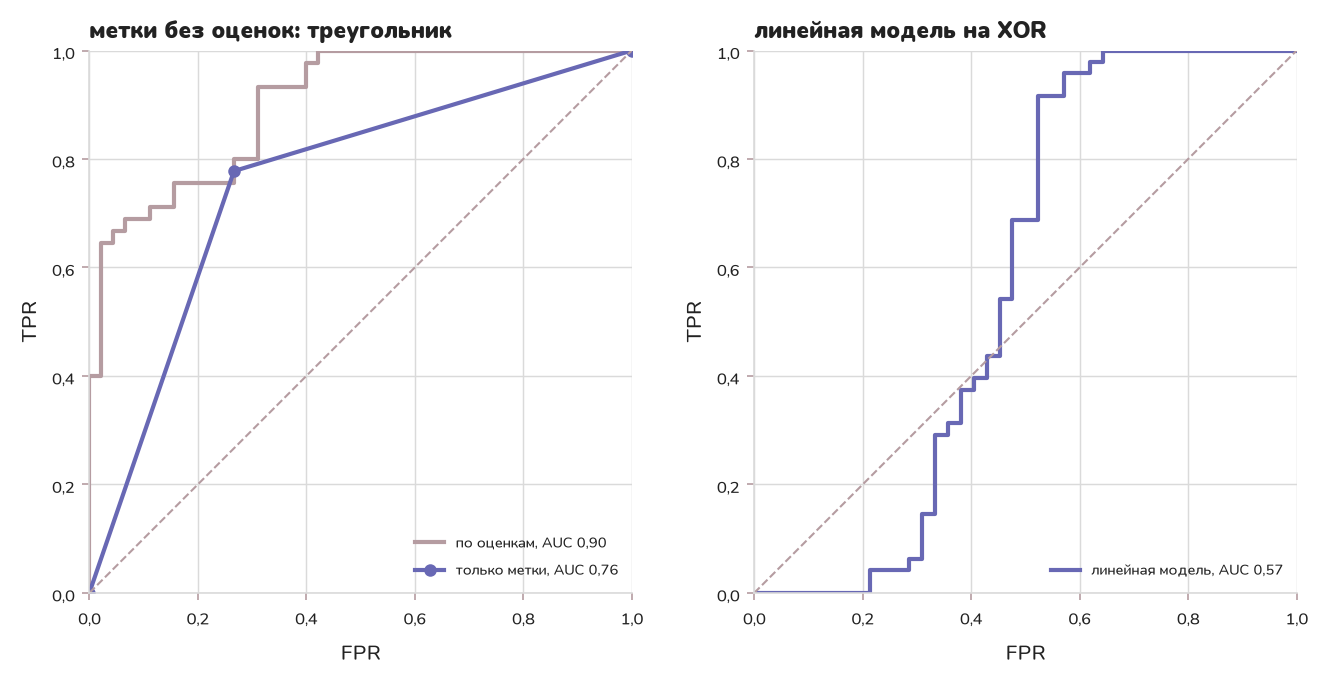 метки без оценок: треугольник
1,0
0,8
0,6
0,4
0,2
0,0
TPR
0,0 0,2 0,4 0,6 0,8 1,0
FPR
по оценкам, AUC 0,90
только метки, AUC 0,76
линейная модель на XOR
1,0
0,8
0,6
0,4
0,2
0,0
TPR
0,0 0,2 0,4 0,6 0,8 1,0
FPR
линейная модель, AUC 0,57